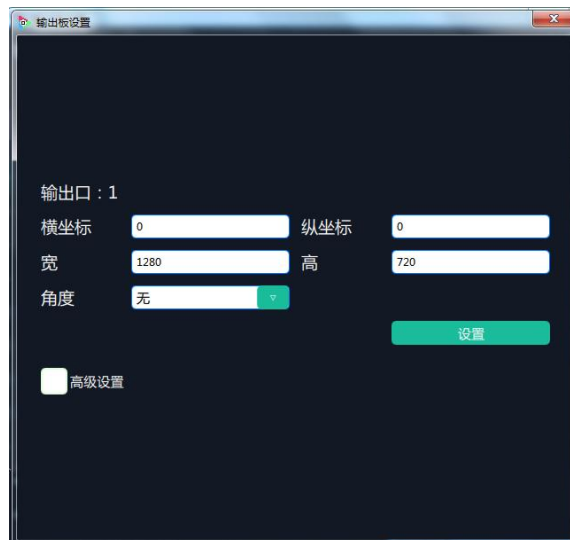 输出板设置
输出口：1
横坐标 0 纵坐标 0
宽 1280 高 720
角度 无
设置
高级设置